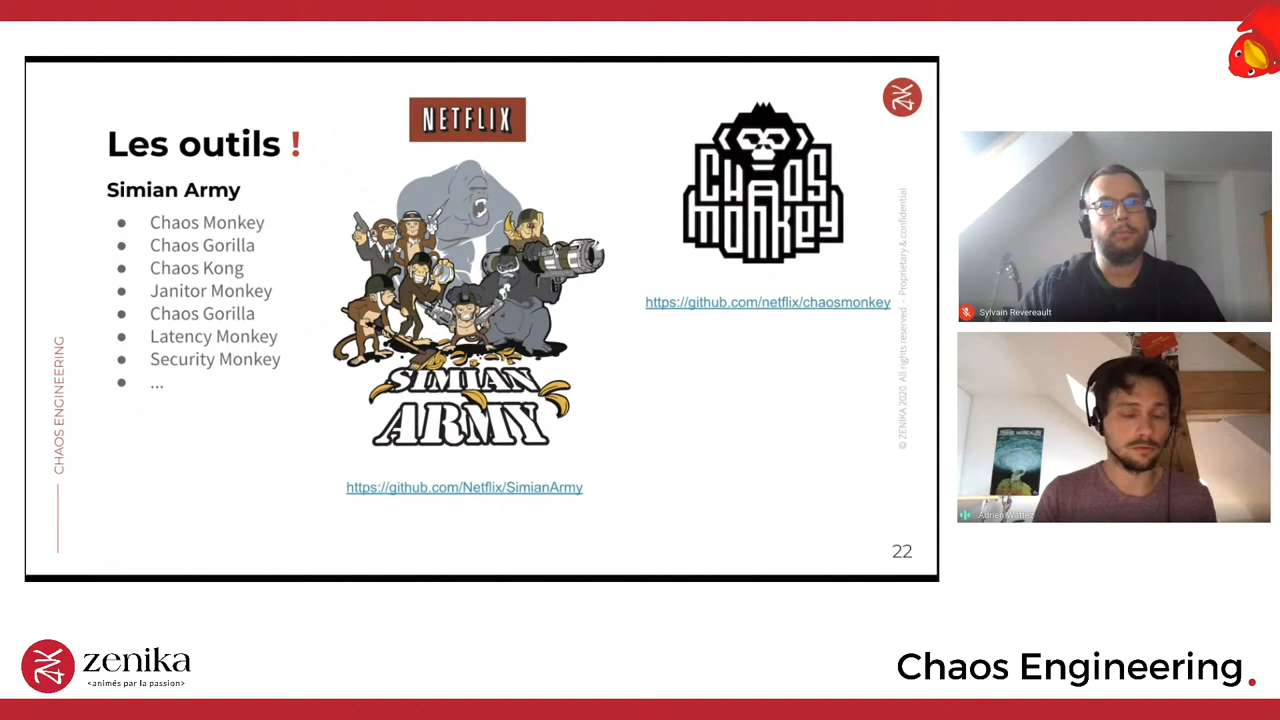 NETFLIX
Les outils !
Simian Army
● Chaos Monkey
● Chaos Gorilla
● Chaos Kong
● Janitor Monkey
● Chaos Gorilla
● Latency Monkey
● Security Monkey
● ...
SIMIAN
ARMY
https://github.com/Netflix/SimianArmy
CHAOS
MONKEY
https://github.com/netflix/chaosmonkey
CHAOS ENGINEERING
© ZENIKA 2020 All rights reserved - Proprietary & confidential
22
Sylvain Revereault
Adrien Wattez
zenika
<animés par la passion>
Chaos Engineering.